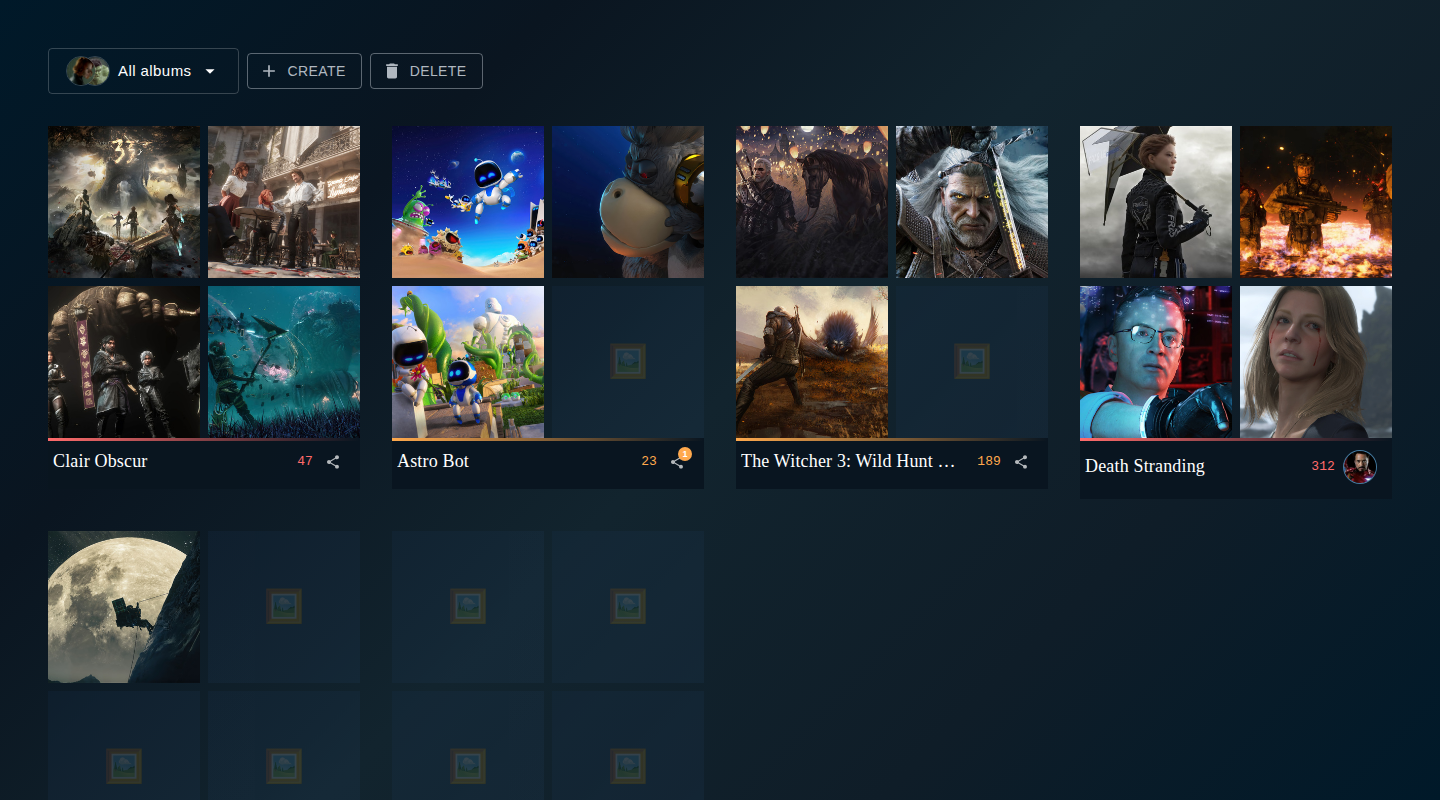 All albums
CREATE
DELETE
33
Clair Obscur
47
Astro Bot
23
1
The Witcher 3: Wild Hunt …
189
Death Stranding
312